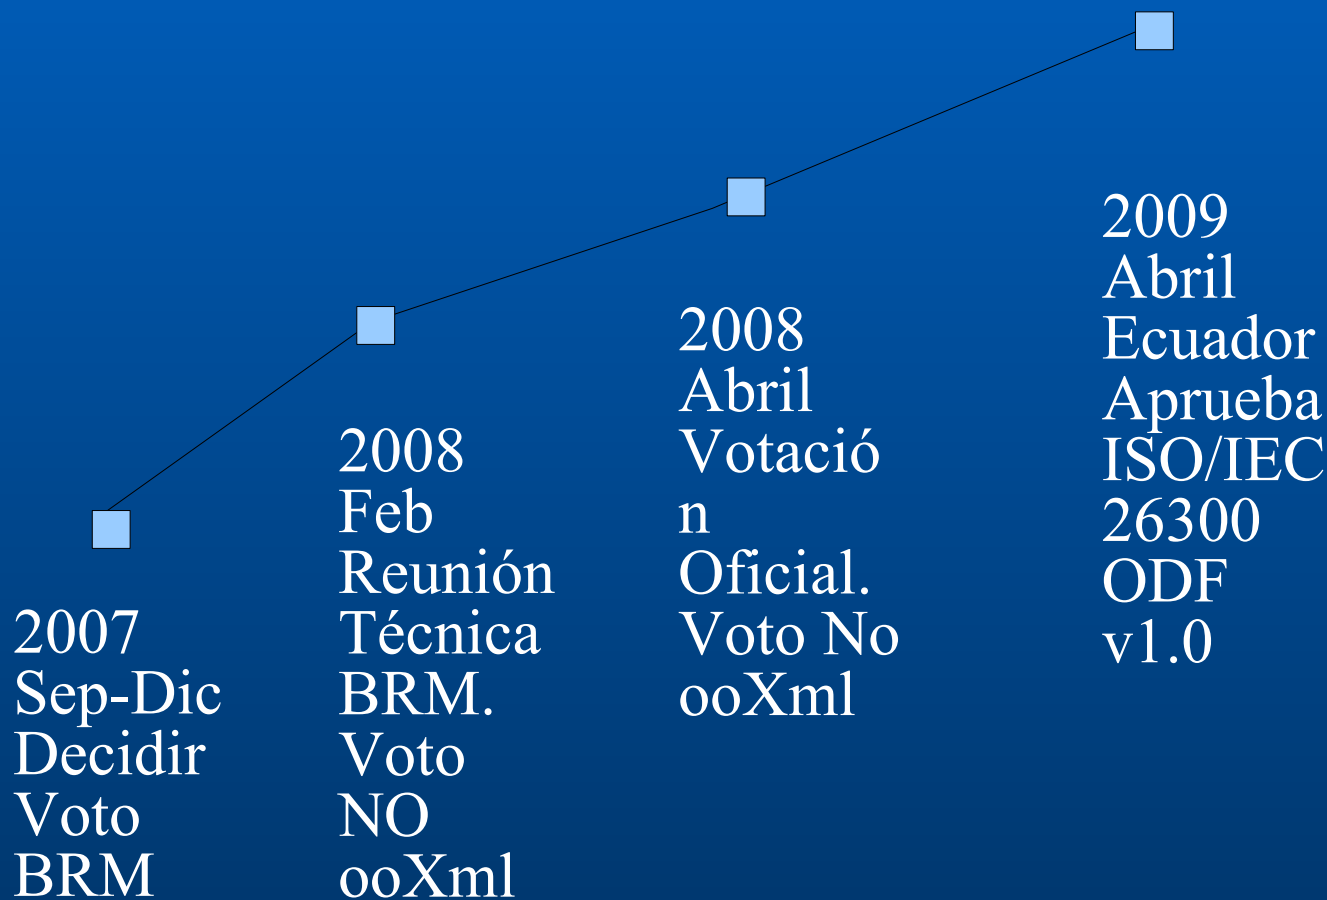 2007
Sep-Dic
Decidir
Voto
BRM
2008
Feb
Reunión
Técnica
BRM.
Voto
NO
ooXml
2008
Abril
Votació
n
Oficial.
Voto No
ooXml
2009
Abril
Ecuador
Aprueba
ISO/IEC
26300
ODF
v1.0